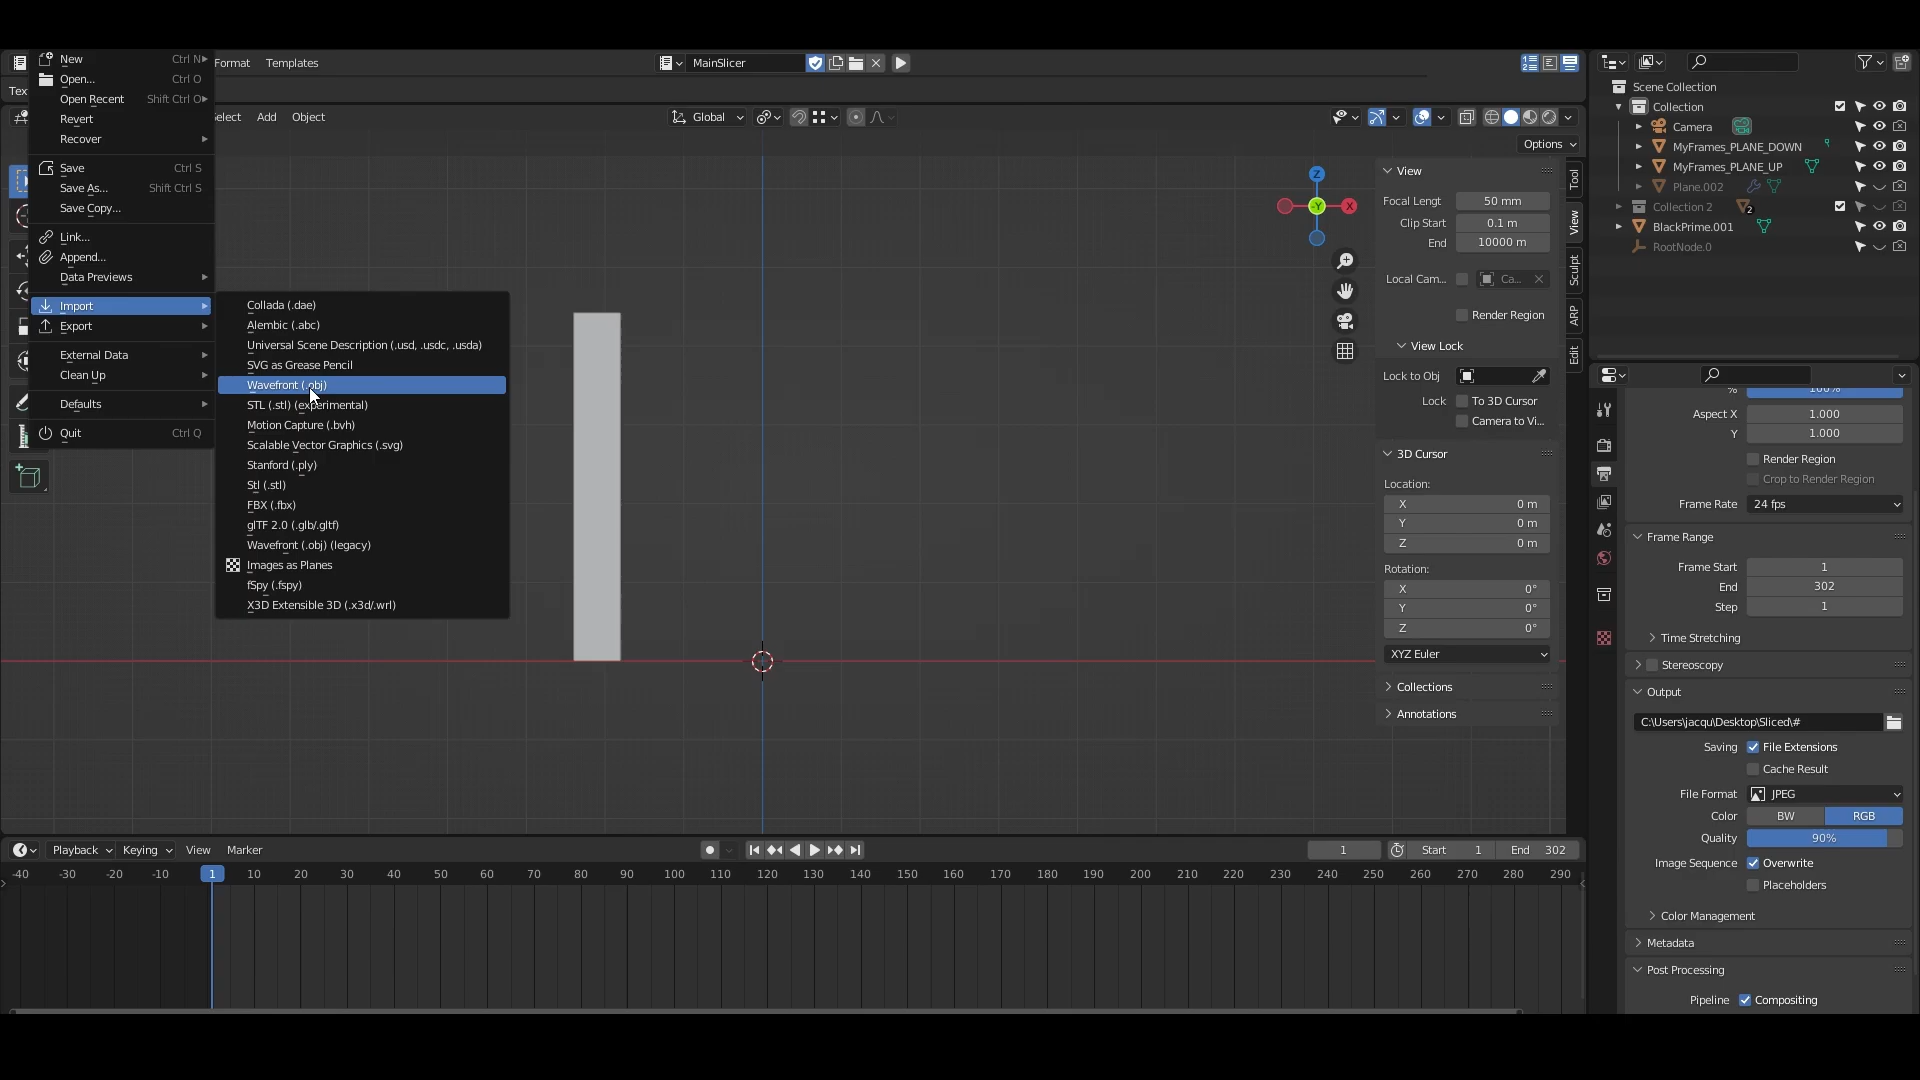 New Ctrl N
Open... Ctrl O
Open Recent Shift Ctrl O
Revert
Recover
Save Ctrl S
Save As... Shift Ctrl S
Save Copy...
Link...
Append...
Data Previews
Import
Export
External Data
Clean Up
Defaults
Quit Ctrl Q
Collada (.dae)
Alembic (.abc)
Universal Scene Description (.usd, .usdc, .usda)
SVG as Grease Pencil
Wavefront (.obj)
STL (.stl) (experimental)
Motion Capture (.bvh)
Scalable Vector Graphics (.svg)
Stanford (.ply)
Stl (.stl)
FBX (.fbx)
glTF 2.0 (.glb/.gltf)
Wavefront (.obj) (legacy)
Images as Planes
fSpy (.fspy)
X3D Extensible 3D (.x3d/.wrl)
Format Templates
MainSlicer
Tex
elect Add Object
Global
Options
Z
-Y X
View
Focal Lengt 50 mm
Clip Start 0.1 m
End 10000 m
Local Cam... Ca...
Render Region
View Lock
Lock to Obj
Lock To 3D Cursor
Camera to Vi...
3D Cursor
Location:
X 0 m
Y 0 m
Z 0 m
Rotation:
X 0°
Y 0°
Z 0°
XYZ Euler
Collections
Annotations
Tool
View
Sculpt
ARP
Edit
Scene Collection
Collection
Camera
MyFrames_PLANE_DOWN
MyFrames_PLANE_UP
Plane.002
Collection 2 2
BlackPrime.001
RootNode.0
% 100%
Aspect X 1.000
Y 1.000
Render Region
Crop to Render Region
Frame Rate 24 fps
Frame Range
Frame Start 1
End 302
Step 1
Time Stretching
Stereoscopy
Output
C:\Users\jacqu\Desktop\Sliced\#
Saving File Extensions
Cache Result
File Format JPEG
Color BW RGB
Quality 90%
Image Sequence Overwrite
Placeholders
Color Management
Metadata
Post Processing
Pipeline Compositing
Playback Keying View Marker
1 Start 1 End 302
-40 -30 -20 -10 1 10 20 30 40 50 60 70 80 90 100 110 120 130 140 150 160 170 180 190 200 210 220 230 240 250 260 270 280 290